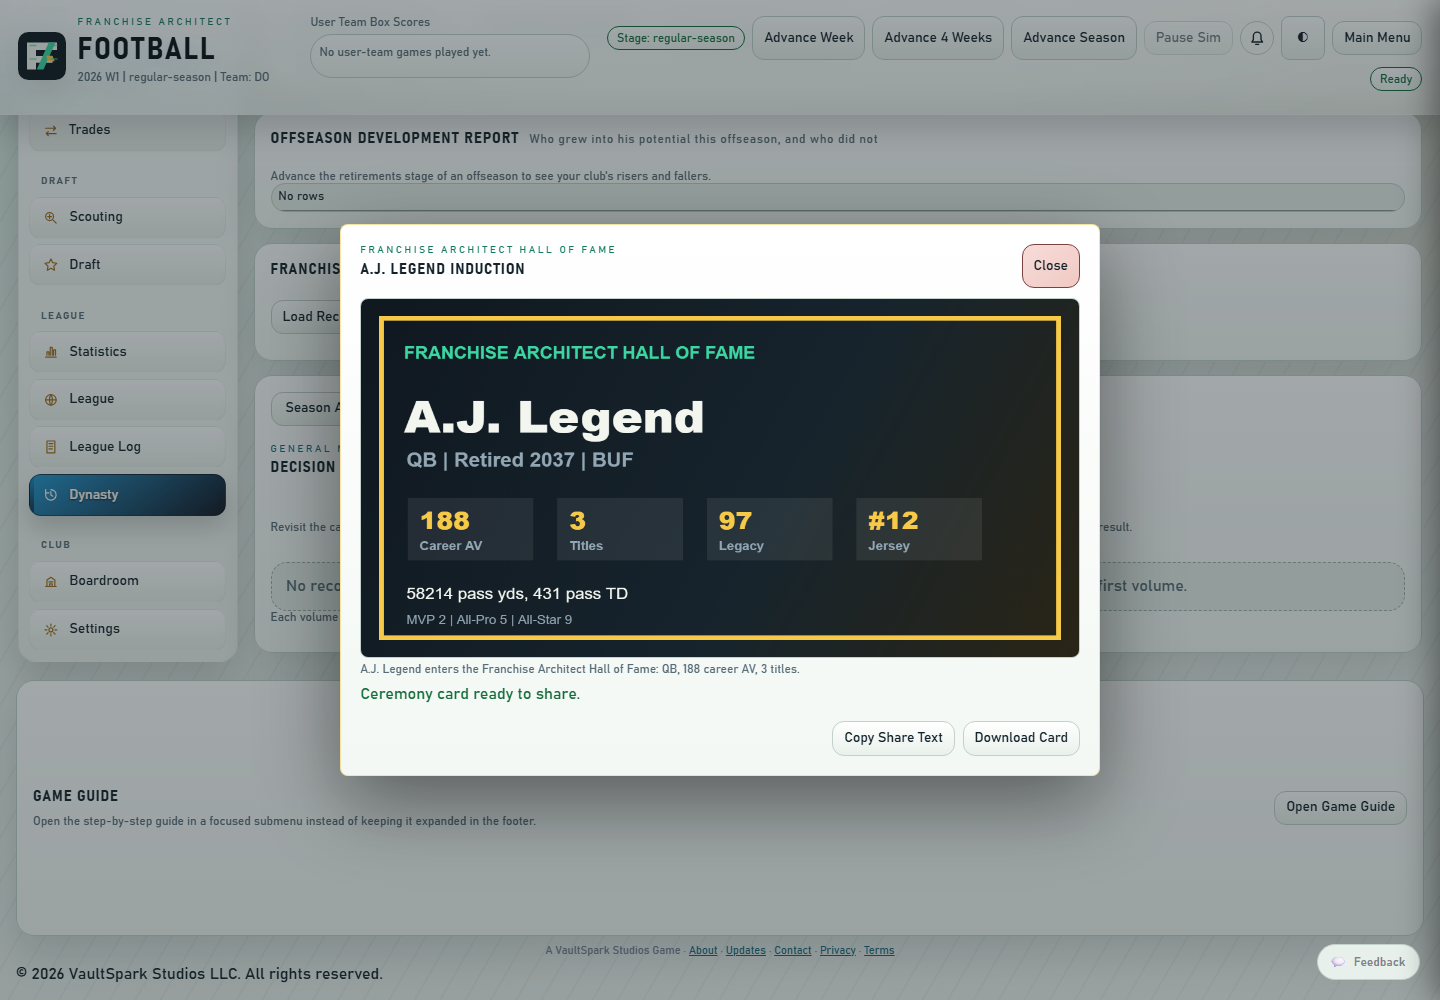 FRANCHISE ARCHITECT
FOOTBALL
2026 W1 | regular-season | Team: DO
User Team Box Scores
No user-team games played yet.
Stage: regular-season
Advance Week
Advance 4 Weeks
Advance Season
Pause Sim
Main Menu
Ready
Trades
DRAFT
Scouting
Draft
LEAGUE
Statistics
League
League Log
Dynasty
CLUB
Boardroom
Settings
OFFSEASON DEVELOPMENT REPORT Who grew into his potential this offseason, and who did not
Advance the retirements stage of an offseason to see your club's risers and fallers.
No rows
FRANCHIS
Load Rec
Season A
GENERAL
DECISION
Revisit the ca
result.
No reco
first volume.
Each volume
FRANCHISE ARCHITECT HALL OF FAME
A.J. LEGEND INDUCTION
Close
FRANCHISE ARCHITECT HALL OF FAME
A.J. Legend
QB | Retired 2037 | BUF
188
Career AV
3
Titles
97
Legacy
#12
Jersey
58214 pass yds, 431 pass TD
MVP 2 | All-Pro 5 | All-Star 9
A.J. Legend enters the Franchise Architect Hall of Fame: QB, 188 career AV, 3 titles.
Ceremony card ready to share.
Copy Share Text
Download Card
GAME GUIDE
Open the step-by-step guide in a focused submenu instead of keeping it expanded in the footer.
Open Game Guide
A VaultSpark Studios Game · About · Updates · Contact · Privacy · Terms
© 2026 VaultSpark Studios LLC. All rights reserved.
Feedback